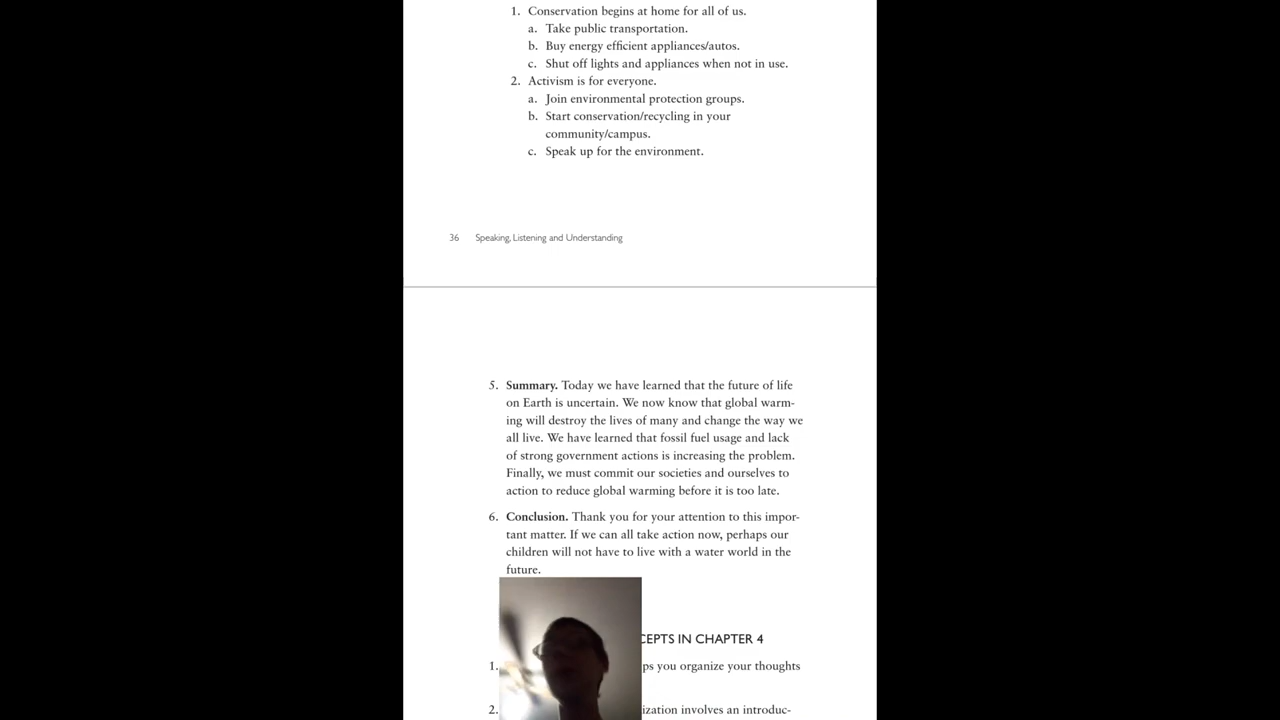 1. Conservation begins at home for all of us.
a. Take public transportation.
b. Buy energy efficient appliances/autos.
c. Shut off lights and appliances when not in use.
2. Activism is for everyone.
a. Join environmental protection groups.
b. Start conservation/recycling in your
community/campus.
c. Speak up for the environment.
36 Speaking, Listening and Understanding
5. Summary. Today we have learned that the future of life
on Earth is uncertain. We now know that global warm-
ing will destroy the lives of many and change the way we
all live. We have learned that fossil fuel usage and lack
of strong government actions is increasing the problem.
Finally, we must commit our societies and ourselves to
action to reduce global warming before it is too late.
6. Conclusion. Thank you for your attention to this impor-
tant matter. If we can all take action now, perhaps our
children will not have to live with a water world in the
future.
IN CHAPTER 4
1. you organize your thoughts
2. involves an introduc-